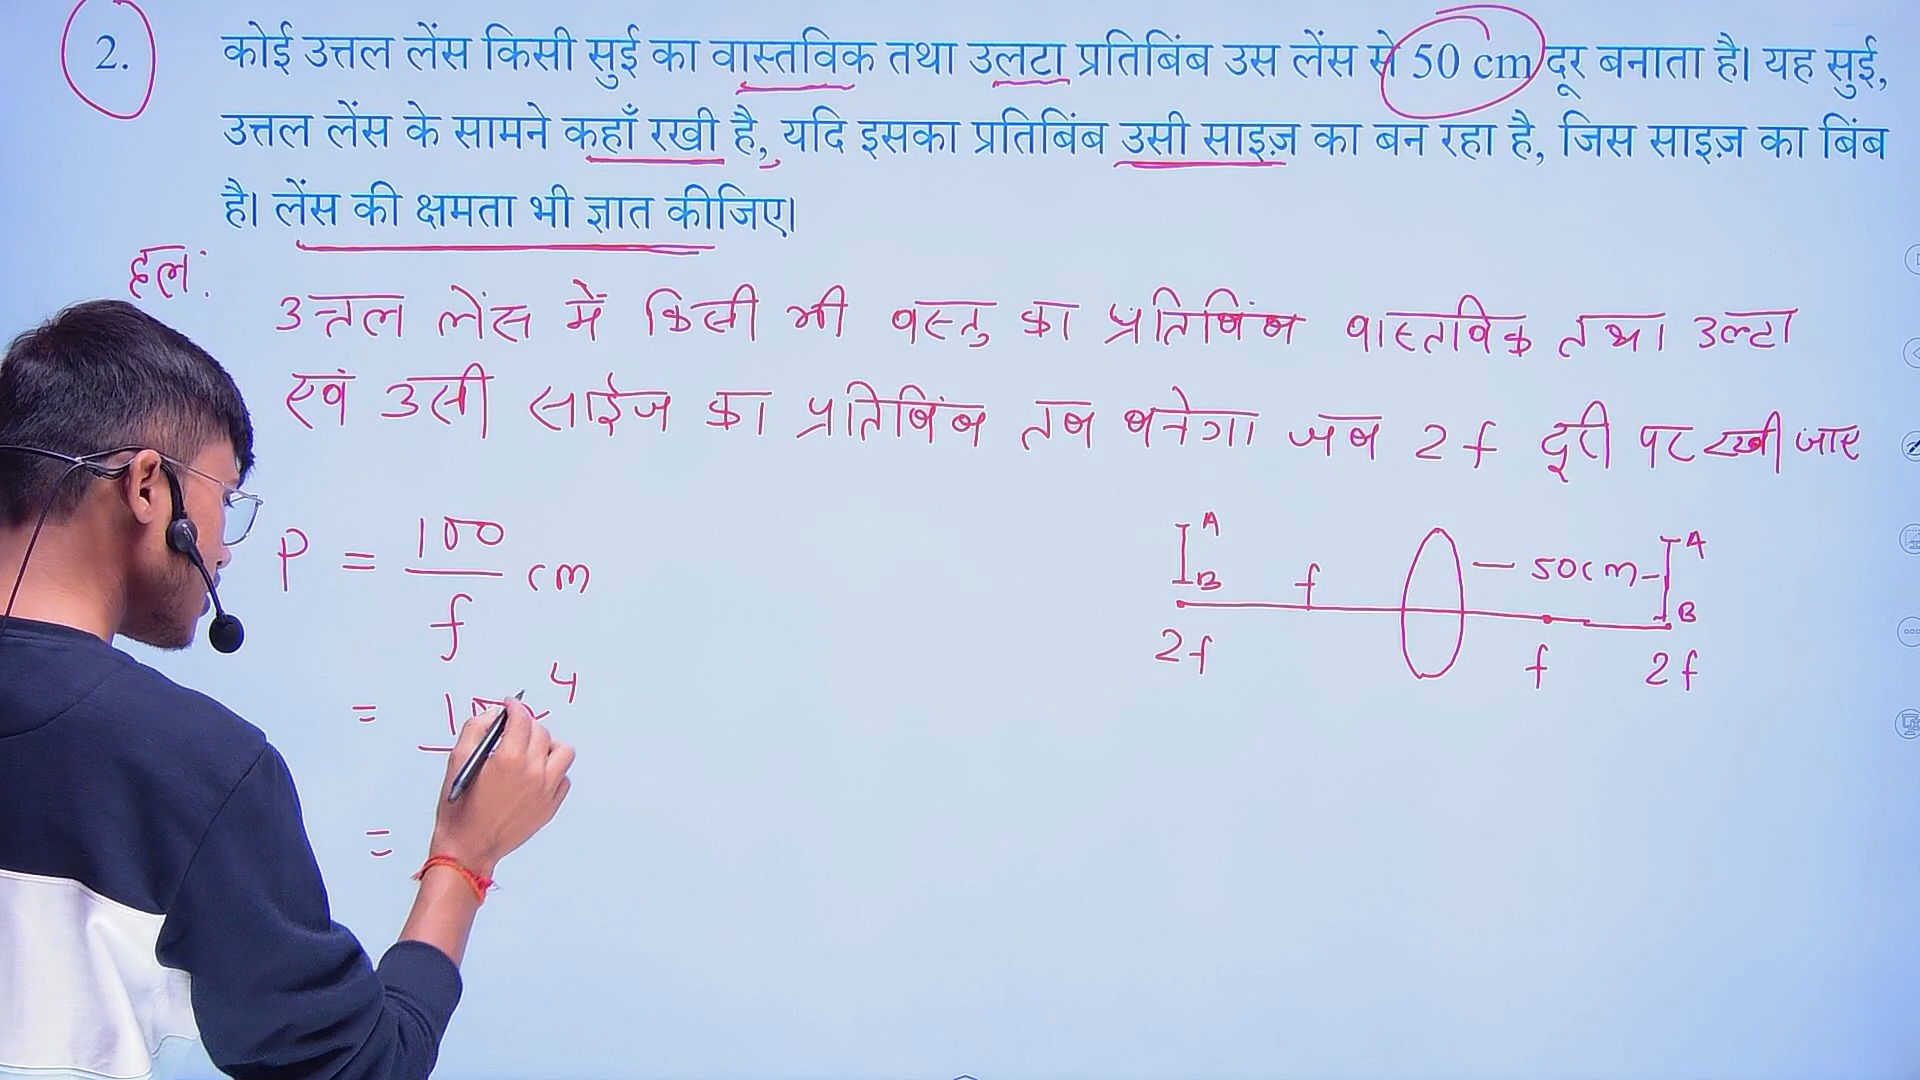 2. कोई उत्तल लेंस किसी सुई का वास्तविक तथा उलटा प्रतिबिंब उस लेंस से 50 cm दूर बनाता है। यह सुई,
उत्तल लेंस के सामने कहाँ रखी है, यदि इसका प्रतिबिंब उसी साइज़ का बन रहा है, जिस साइज़ का बिंब
है। लेंस की क्षमता भी ज्ञात कीजिए।
हल:
उत्तल लेंस में किसी भी वस्तु का प्रतिबिंब वास्तविक तथा उल्टा
एवं उसी साईज का प्रतिबिंब तब बनेगा जब 2f दूरी पर रखी जाए
P = 100/f cm
= 4
=
A A
B f 50cm B
2f f 2f